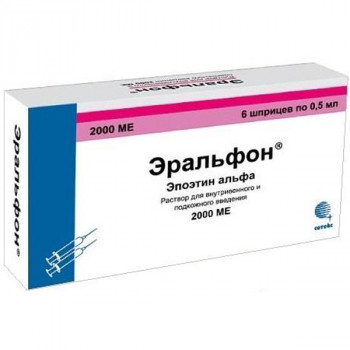 2000 МЕ
6 шприцев по 0,5 мл
Эральфон®
Эпоэтин альфа
Раствор для внутривенного и
подкожного введения
2000 МЕ
сотекс
Эральфон®